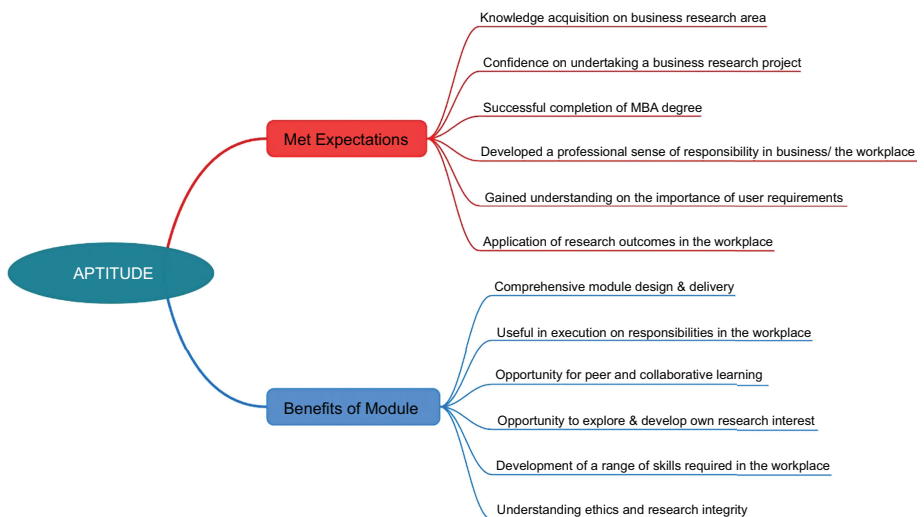 APTITUDE
Met Expectations
Knowledge acquisition on business research area
Confidence on undertaking a business research project
Successful completion of MBA degree
Developed a professional sense of responsibility in business/ the workplace
Gained understanding on the importance of user requirements
Application of research outcomes in the workplace
Benefits of Module
Comprehensive module design & delivery
Useful in execution on responsibilities in the workplace
Opportunity for peer and collaborative learning
Opportunity to explore & develop own research interest
Development of a range of skills required in the workplace
Understanding ethics and research integrity